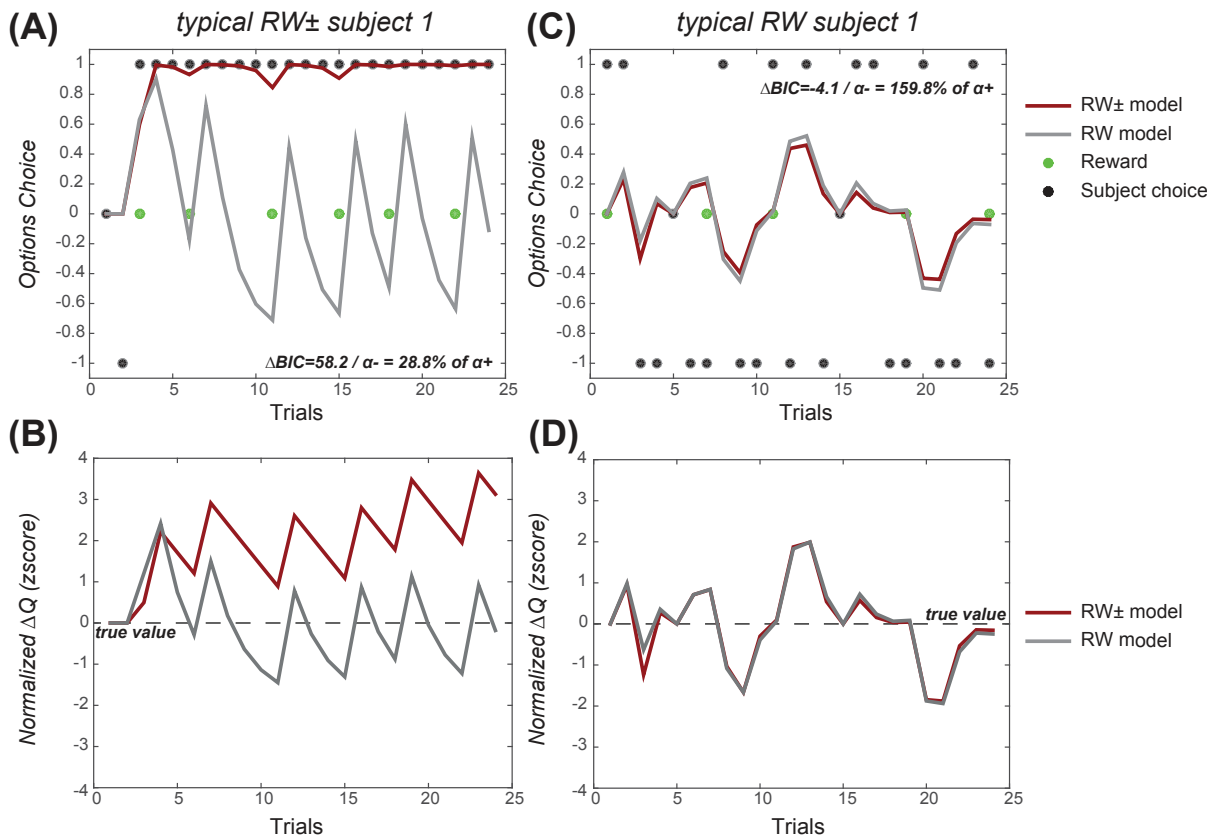 (A)
typical RW± subject 1
Options Choice
1
0.8
0.6
0.4
0.2
0
-0.2
-0.4
-0.6
-0.8
-1
ΔBIC=58.2 / α- = 28.8% of α+
0 5 10 15 20 25
Trials
(C)
typical RW subject 1
Options Choice
1
0.8
0.6
0.4
0.2
0
-0.2
-0.4
-0.6
-0.8
-1
ΔBIC=-4.1 / α- = 159.8% of α+
0 5 10 15 20 25
Trials
RW± model
RW model
Reward
Subject choice
(B)
Normalized ΔQ (zscore)
4
3
2
1
0
-1
-2
-3
-4
true value
0 5 10 15 20 25
Trials
(D)
Normalized ΔQ (zscore)
4
3
2
1
0
-1
-2
-3
-4
true value
0 5 10 15 20 25
Trials
RW± model
RW model